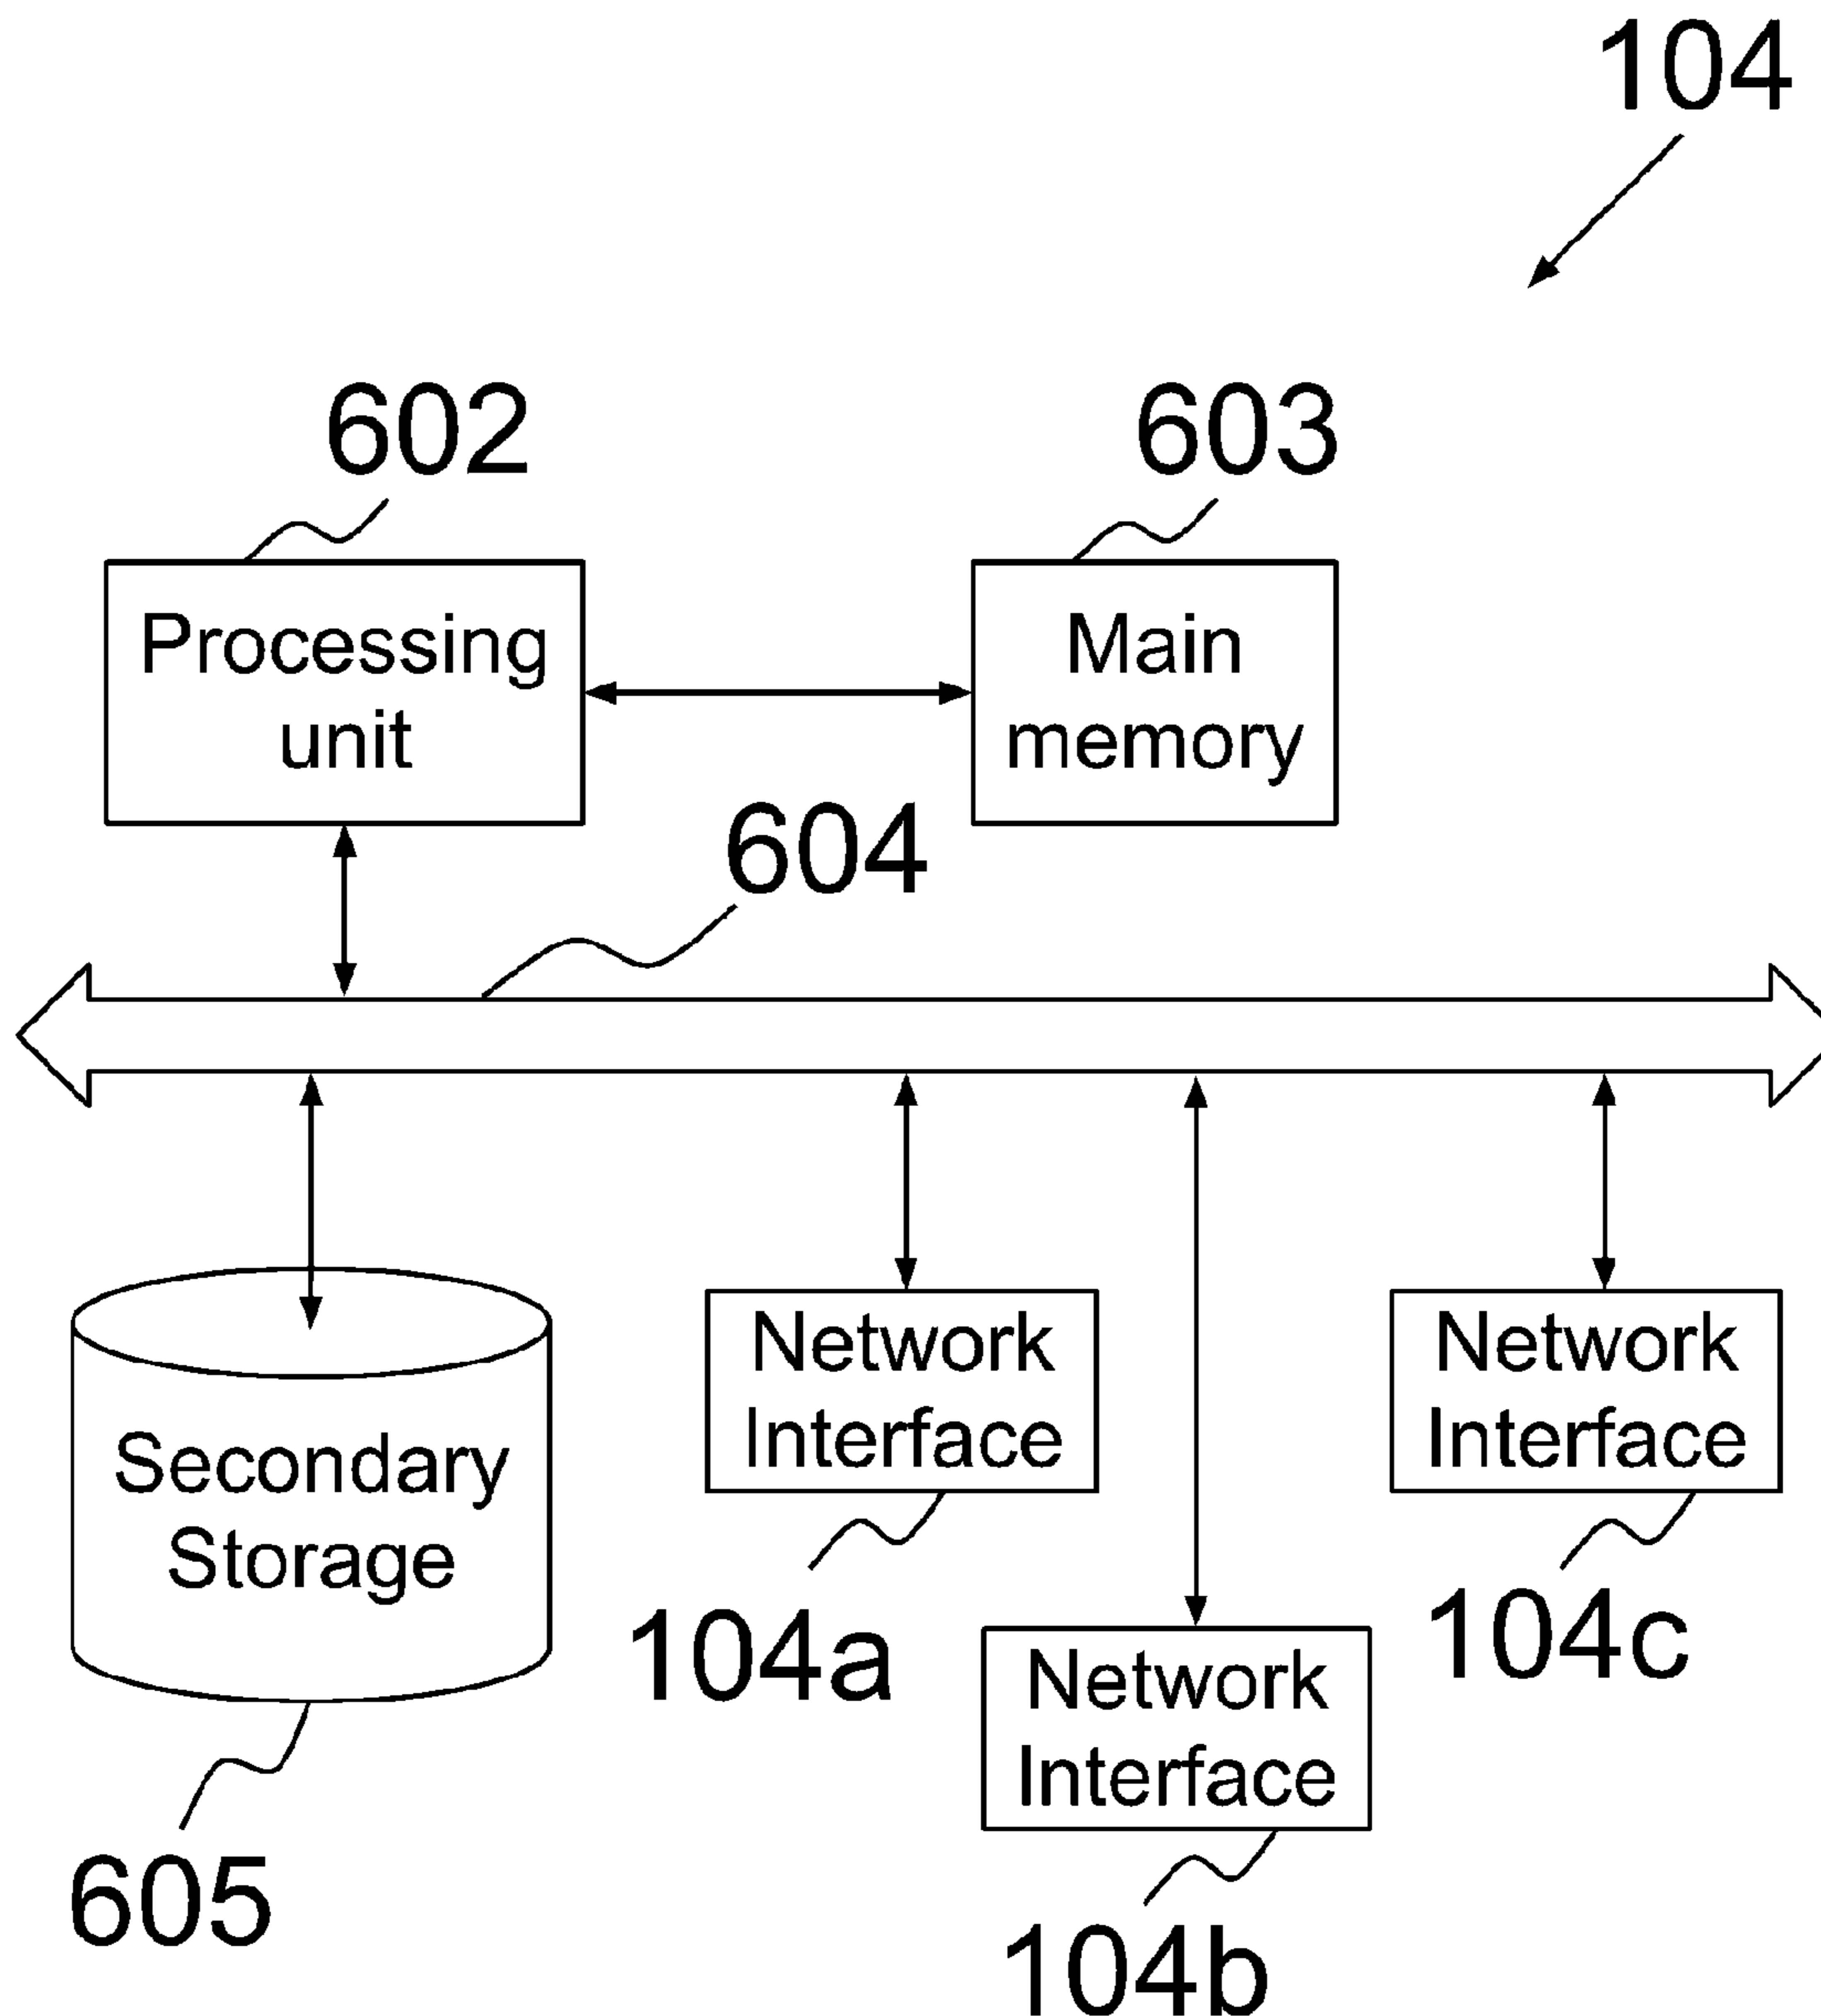 104
602
603
Processing
unit
Main
memory
604
Secondary
Storage
Network
Interface
Network
Interface
104a
104c
Network
Interface
605
104b